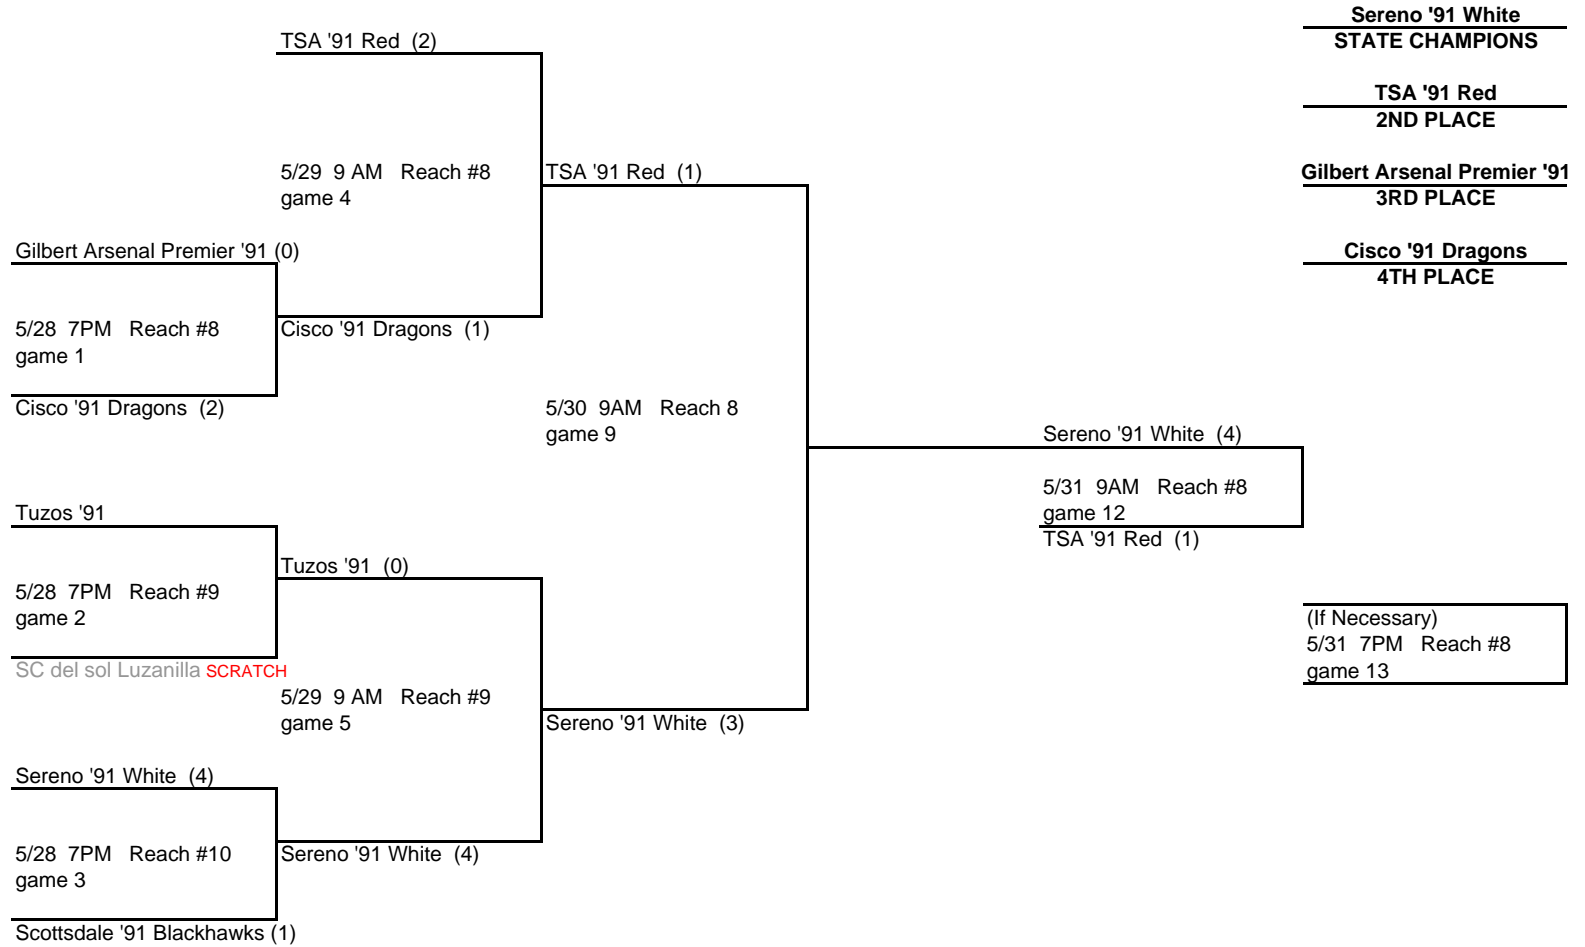 Sereno '91 White
STATE CHAMPIONS
TSA '91 Red  (2)
TSA '91 Red
2ND PLACE
5/29  9 AM   Reach #8
game 4
TSA '91 Red  (1)
Gilbert Arsenal Premier '91
3RD PLACE
Gilbert Arsenal Premier '91 (0)
Cisco '91 Dragons
4TH PLACE
5/28  7PM   Reach #8
game 1
Cisco '91 Dragons  (1)
Cisco '91 Dragons  (2)
5/30  9AM   Reach 8
game 9
Sereno '91 White  (4)
5/31  9AM   Reach #8
game 12
TSA '91 Red  (1)
Tuzos '91
Tuzos '91  (0)
5/28  7PM   Reach #9
game 2
(If Necessary)
5/31  7PM   Reach #8
game 13
SC del sol Luzanilla SCRATCH
5/29  9 AM   Reach #9
game 5
Sereno '91 White  (3)
Sereno '91 White  (4)
5/28  7PM   Reach #10
game 3
Sereno '91 White  (4)
Scottsdale '91 Blackhawks (1)